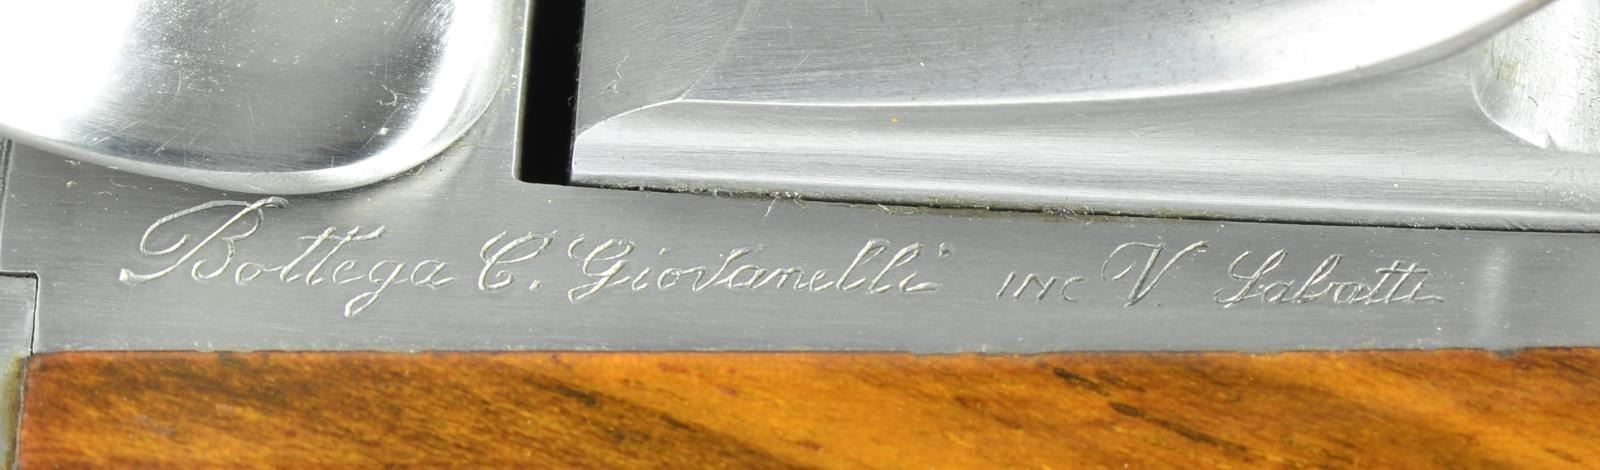 Bottega C. Giovanelli INC V. Sabatti